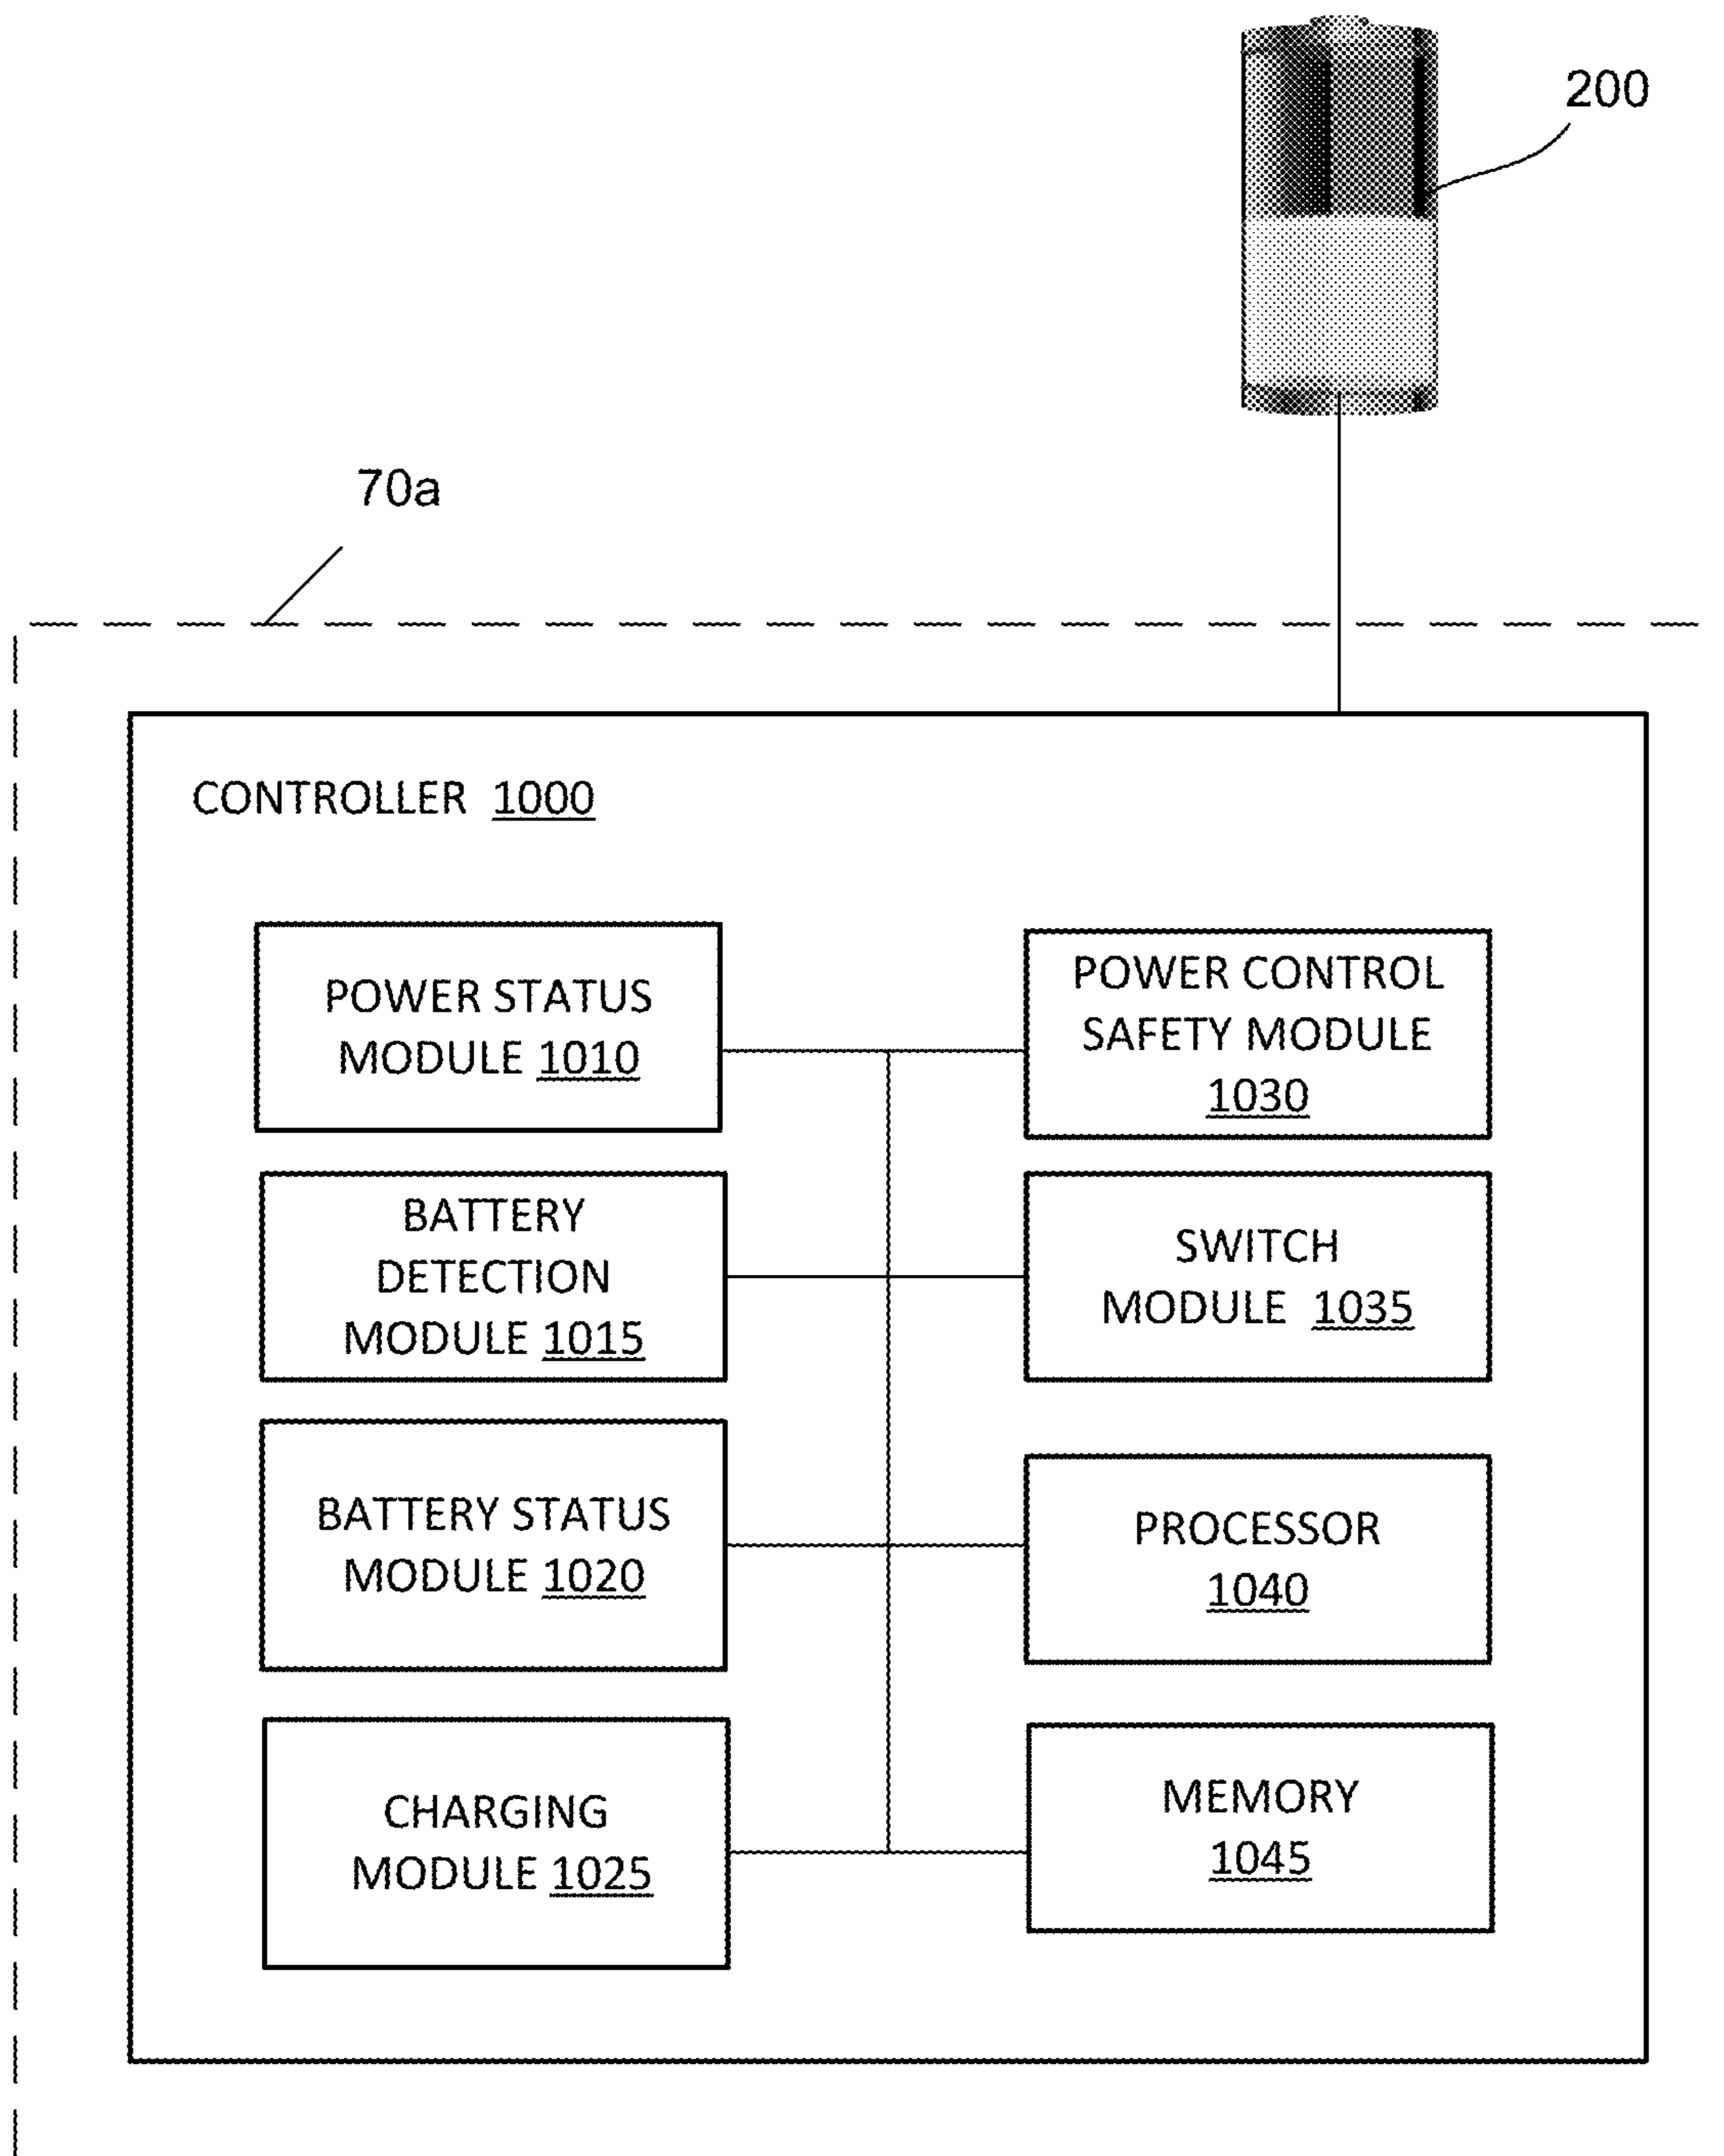 200
70a
CONTROLLER 1000
POWER STATUS
MODULE 1010
POWER CONTROL
SAFETY MODULE
1030
BATTERY
DETECTION
MODULE 1015
SWITCH
MODULE 1035
BATTERY STATUS
MODULE 1020
PROCESSOR
1040
CHARGING
MODULE 1025
MEMORY
1045